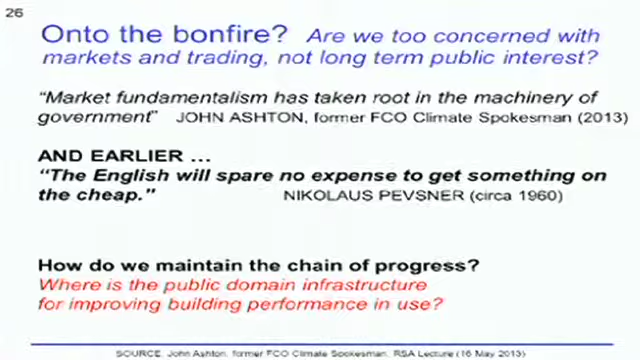 26
Onto the bonfire? Are we too concerned with
markets and trading, not long term public interest?
“Market fundamentalism has taken root in the machinery of
government” JOHN ASHTON, former FCO Climate Spokesman (2013)
AND EARLIER ...
“The English will spare no expense to get something on
the cheap.” NIKOLAUS PEVSNER (circa 1960)
How do we maintain the chain of progress?
Where is the public domain infrastructure
for improving building performance in use?
SOURCE. John Ashton, former FCO Climate Spokesman, RSA Lecture (16 May 2013)